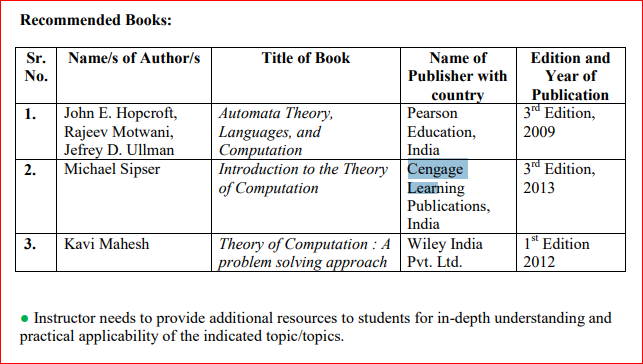 Recommended Books:
Sr. No. Name/s of Author/s Title of Book Name of Publisher with country Edition and Year of Publication
1. John E. Hopcroft, Rajeev Motwani, Jefrey D. Ullman Automata Theory, Languages, and Computation Pearson Education, India 3rd Edition, 2009
2. Michael Sipser Introduction to the Theory of Computation Cengage Learning Publications, India 3rd Edition, 2013
3. Kavi Mahesh Theory of Computation : A problem solving approach Wiley India Pvt. Ltd. 1st Edition 2012
● Instructor needs to provide additional resources to students for in-depth understanding and
practical applicability of the indicated topic/topics.